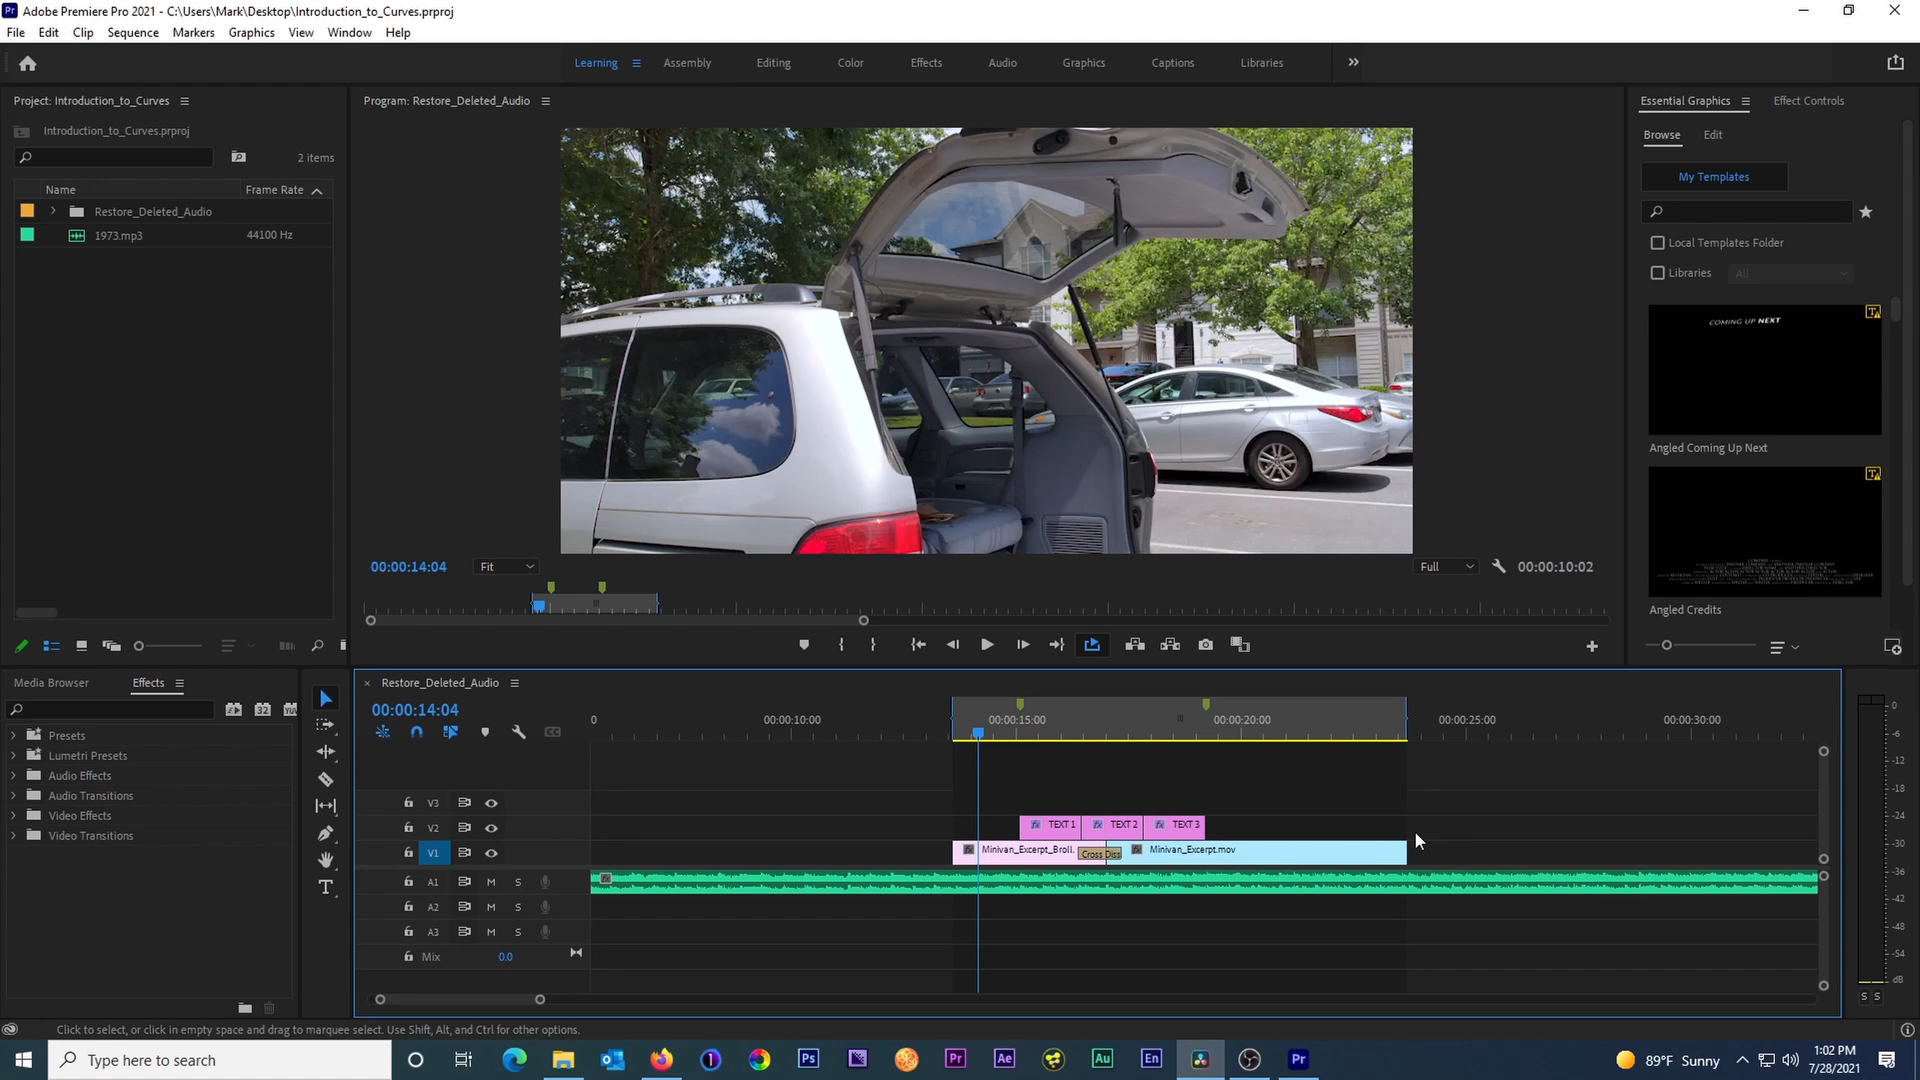 Adobe Premiere Pro 2021 - C:\Users\Mark\Desktop\Introduction_to_Curves.prproj
File Edit Clip Sequence Markers Graphics View Window Help
Learning Assembly Editing Color Effects Audio Graphics Captions Libraries
Project: Introduction_to_Curves
Introduction_to_Curves.prproj
2 items
Name Frame Rate
Restore_Deleted_Audio
1973.mp3 44100 Hz
Program: Restore_Deleted_Audio
00:00:14:04 Fit Full 00:00:10:02
Essential Graphics Effect Controls
Browse Edit
My Templates
Local Templates Folder
Libraries All
COMING UP NEXT
Angled Coming Up Next
Angled Credits
Media Browser Effects
Presets
Lumetri Presets
Audio Effects
Audio Transitions
Video Effects
Video Transitions
Restore_Deleted_Audio
00:00:14:04
0 00:00:10:00 00:00:15:00 00:00:20:00 00:00:25:00 00:00:30:00
V3
V2 TEXT 1 TEXT 2 TEXT 3
V1 Minivan_Excerpt_Broll. Cross Diss Minivan_Excerpt.mov
A1 M S
A2 M S
A3 M S
Mix 0.0
0
-6
-12
-18
-24
-30
-36
-42
-48
-54
dB
S S
Click to select, or click in empty space and drag to marquee select. Use Shift, Alt, and Ctrl for other options.
Type here to search
Ps Pr Ae Au En Pr
89°F Sunny
1:02 PM
7/28/2021